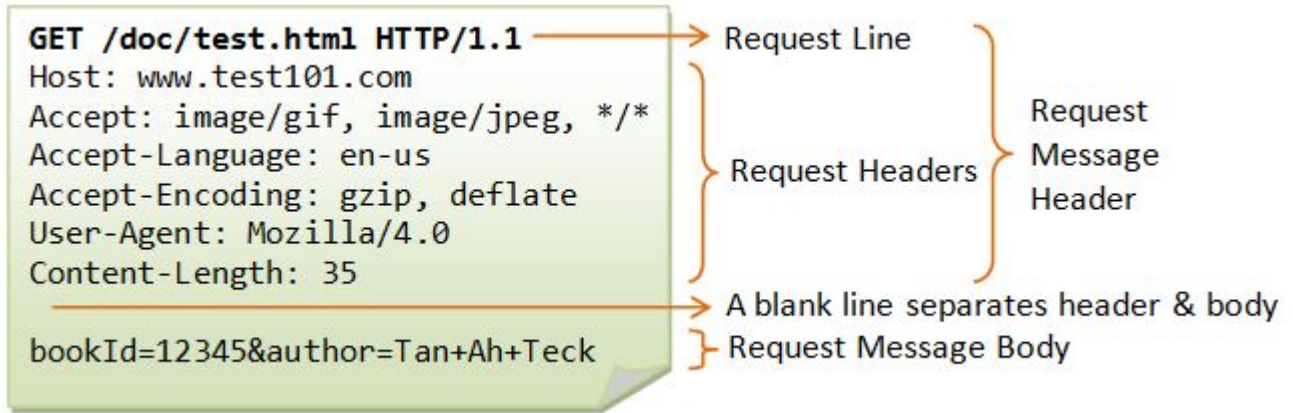 GET /doc/test.html HTTP/1.1
Request Line
Host: www.test101.com
Accept: image/gif, image/jpeg, */*
Accept-Language: en-us
Accept-Encoding: gzip, deflate
User-Agent: Mozilla/4.0
Content-Length: 35
Request Headers
Request
Message
Header
A blank line separates header & body
bookId=12345&author=Tan+Ah+Teck
Request Message Body